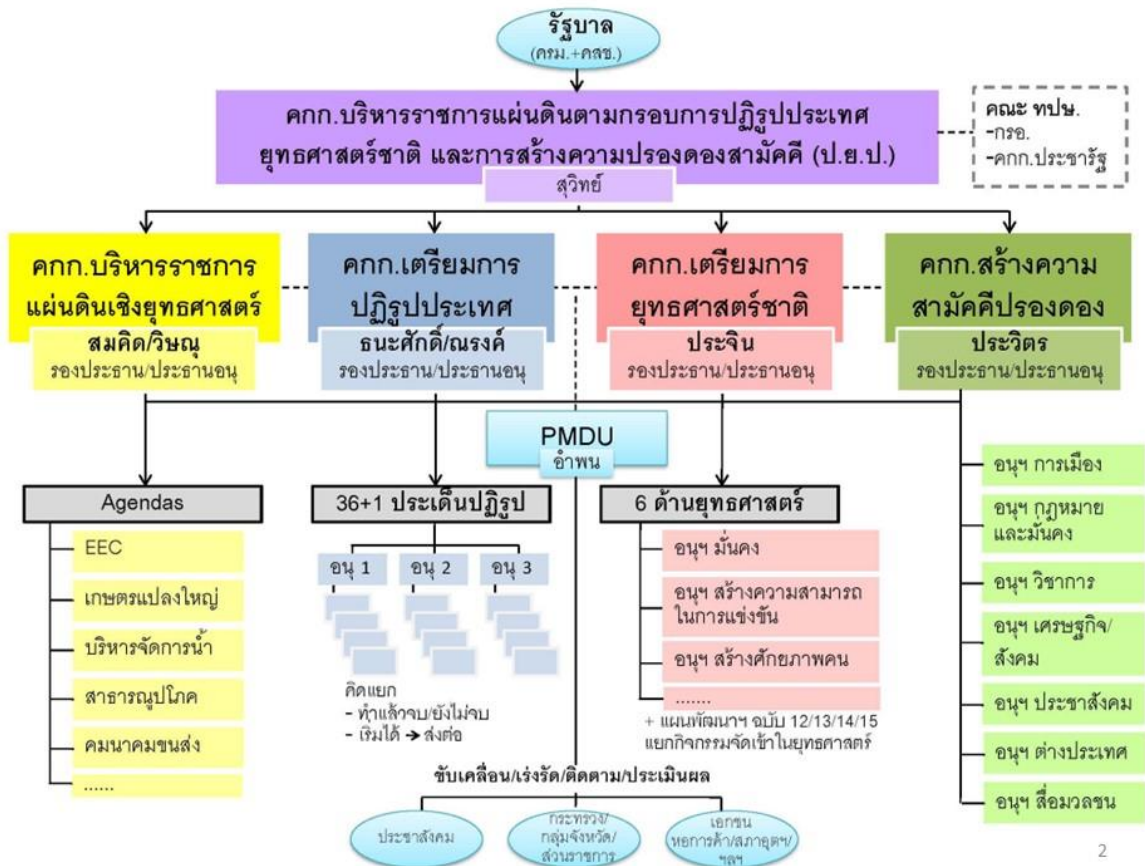 รัฐบาล
(ครม.+คสช.)
คกก.บริหารราชการแผ่นดินตามกรอบการปฏิรูปประเทศ
ยุทธศาสตร์ชาติ และการสร้างความปรองดองสามัคคี (ป.ย.ป.)
สุวิทย์
คณะ ทปษ.
-กรอ.
-คกก.ประชารัฐ
คกก.บริหารราชการ
แผ่นดินเชิงยุทธศาสตร์
สมคิด/วิษณุ
รองประธาน/ประธานอนุ
คกก.เตรียมการ
ปฏิรูปประเทศ
ธนะศักดิ์/ณรงค์
รองประธาน/ประธานอนุ
คกก.เตรียมการ
ยุทธศาสตร์ชาติ
ประจิน
รองประธาน/ประธานอนุ
คกก.สร้างความ
สามัคคีปรองดอง
ประวิตร
รองประธาน/ประธานอนุ
PMDU
อำพน
Agendas
EEC
เกษตรแปลงใหญ่
บริหารจัดการน้ำ
สาธารณูปโภค
คมนาคมขนส่ง
......
36+1 ประเด็นปฏิรูป
อนุ 1
อนุ 2
อนุ 3
คิดแยก
- ทำแล้วจบ/ยังไม่จบ
- เริ่มได้ ➔ ส่งต่อ
6 ด้านยุทธศาสตร์
อนุฯ มั่นคง
อนุฯ สร้างความสามารถ
ในการแข่งขัน
อนุฯ สร้างศักยภาพคน
.......
+ แผนพัฒนาฯ ฉบับ 12/13/14/15
แยกกิจกรรมจัดเข้าในยุทธศาสตร์
อนุฯ การเมือง
อนุฯ กฎหมาย
และมั่นคง
อนุฯ วิชาการ
อนุฯ เศรษฐกิจ/
สังคม
อนุฯ ประชาสังคม
อนุฯ ต่างประเทศ
อนุฯ สื่อมวลชน
ขับเคลื่อน/เร่งรัด/ติดตาม/ประเมินผล
ประชาสังคม
กระทรวง/
กลุ่มจังหวัด/
ส่วนราชการ
เอกชน
หอการค้า/สภาอุตฯ/
ฯลฯ
2